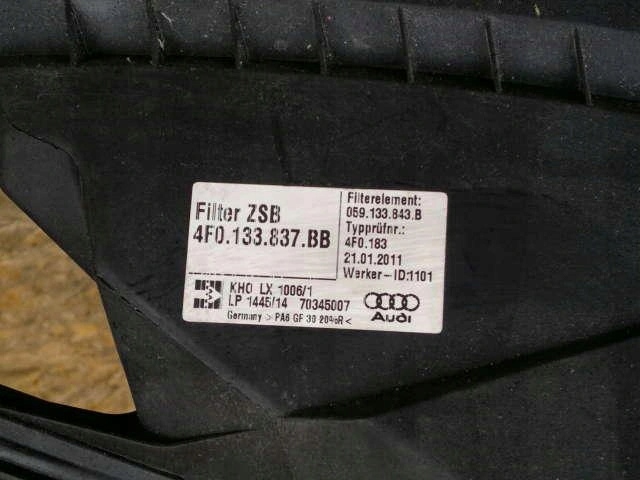 Filter ZSB
4F0.133.837.BB
Filterelement:
059.133.843.B
Typprüfnr.:
4F0.183
21.01.2011
Werker-ID:1101
KHO LX 1006/1
LP 1445/14 70345007
Germany > PA6 GF 30 20%R <
Audi